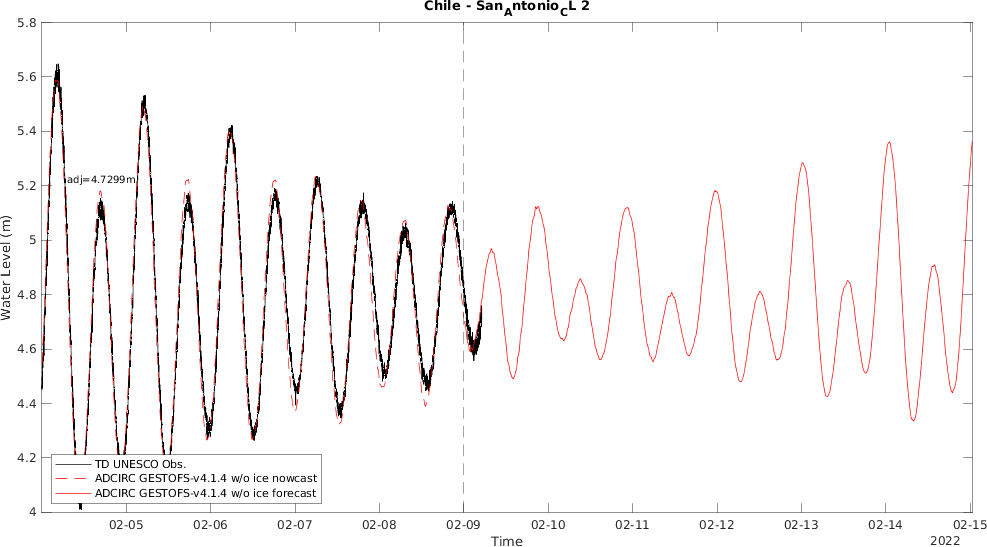 Chile - San_Antonio_CL 2
5.8
5.6
5.4
5.2
5
4.8
4.6
4.4
4.2
4
Water Level (m)
adj=4.7299m
TD UNESCO Obs.
ADCIRC GESTOFS-v4.1.4 w/o ice nowcast
ADCIRC GESTOFS-v4.1.4 w/o ice forecast
02-05 02-06 02-07 02-08 02-09 02-10 02-11 02-12 02-13 02-14 02-15
Time
2022